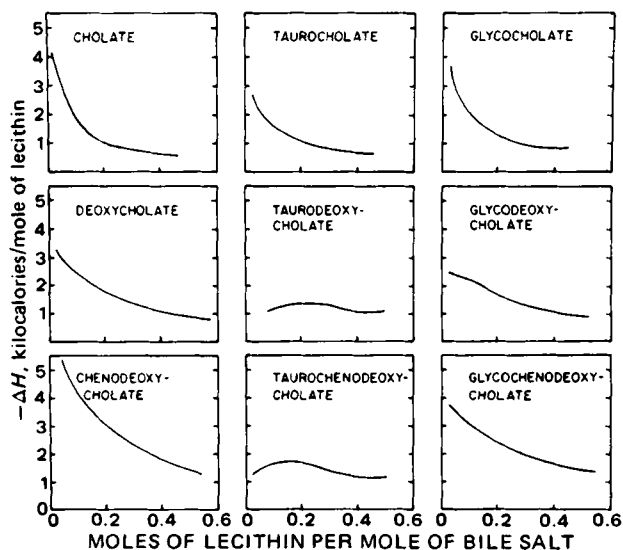 5
4
3
2
1
CHOLATE
TAUROCHOLATE
GLYCOCHOLATE
5
4
3
2
1
DEOXYCHOLATE
TAURODEOXY-
CHOLATE
GLYCODEOXY-
CHOLATE
5
4
3
2
1
0
CHENODEOXY-
CHOLATE
TAUROCHENODEOXY-
CHOLATE
GLYCOCHENODEOXY-
CHOLATE
0 0.2 0.4 0.6 0 0.2 0.4 0.6 0 0.2 0.4 0.6
−ΔH, kilocalories/mole of lecithin
MOLES OF LECITHIN PER MOLE OF BILE SALT